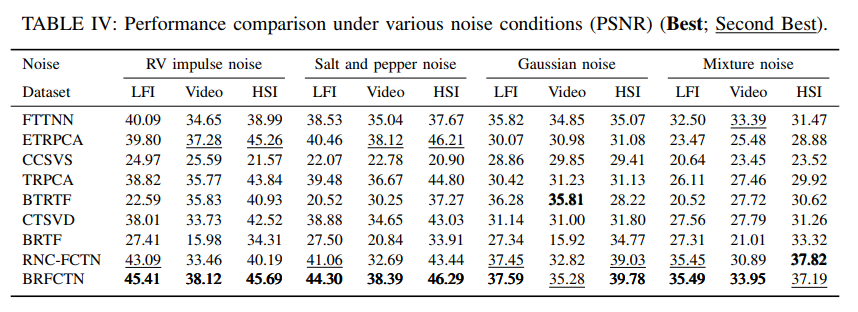 TABLE IV: Performance comparison under various noise conditions (PSNR) (Best; Second Best).
Noise RV impulse noise Salt and pepper noise Gaussian noise Mixture noise
Dataset LFI Video HSI LFI Video HSI LFI Video HSI LFI Video HSI
FTTNN 40.09 34.65 38.99 38.53 35.04 37.67 35.82 34.85 35.07 32.50 33.39 31.47
ETRPCA 39.80 37.28 45.26 40.46 38.12 46.21 30.07 30.98 31.08 23.47 25.48 28.88
CCSVS 24.97 25.59 21.57 22.07 22.78 20.90 28.86 29.85 29.41 20.64 23.45 23.52
TRPCA 38.82 35.77 43.84 39.48 36.67 44.80 30.42 31.23 31.13 26.11 27.46 29.92
BTRTF 22.59 35.83 40.93 20.52 30.25 37.27 36.28 35.81 28.22 10.52 27.72 30.62
CTSVD 38.01 33.73 42.52 38.88 34.65 43.03 31.14 31.00 31.80 27.56 27.79 31.26
BRTF 27.41 15.98 34.31 27.50 20.84 33.91 27.34 15.92 34.77 27.31 21.01 33.32
RNC-FCTN 43.09 33.46 40.19 41.06 32.69 43.44 37.45 32.82 39.03 35.45 30.89 37.82
BRFCTN 45.41 38.12 45.69 44.30 38.39 46.29 37.59 35.28 39.78 35.49 33.95 37.19